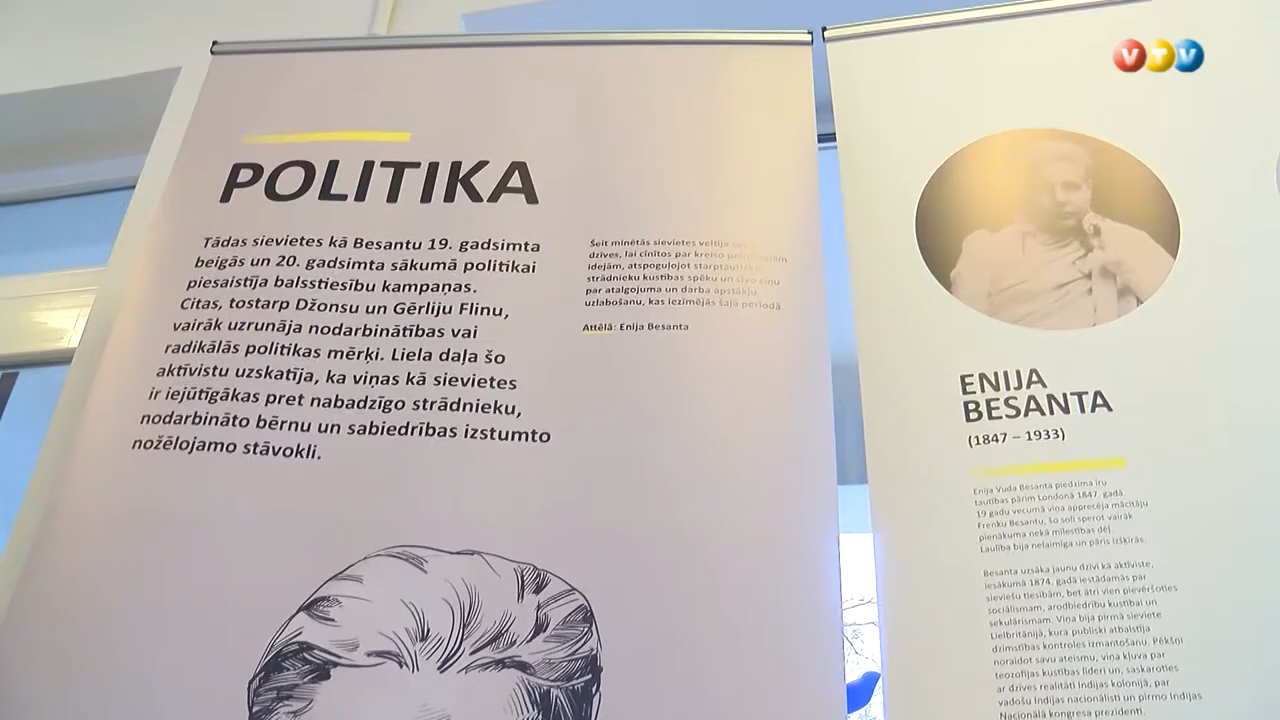 VTV
POLITIKA
Tādas sievietes kā Besantu 19. gadsimta
beigās un 20. gadsimta sākumā politikai
piesaistīja balsstiesību kampaņas.
Citas, tostarp Džonsu un Gērliju Flinu,
vairāk uzrunāja nodarbinātības vai
radikālās politikas mērķi. Liela daļa šo
aktīvistu uzskatīja, ka viņas kā sievietes
ir iejūtīgākas pret nabadzīgo strādnieku,
nodarbināto bērnu un sabiedrības izstumto
nožēlojamo stāvokli.
Šeit minētās sievietes veltīja
dzīves, lai cīnītos par kreiso politiskajām
idejām, atspoguļojot starptautiskās
strādnieku kustības spēku un sīvo cīņu
par atalgojuma un darba apstākļu
uzlabošanu, kas iezīmējās šajā periodā.
Attēlā: Enija Besanta
ENIJA
BESANTA
(1847 – 1933)
Enija Vuda Besanta piedzima īru
tautības pārim Londonā 1847. gadā.
19 gadu vecumā viņa apprecēja mācītāju
Frenku Besantu, šo soli sperot vairāk
pienākuma nekā mīlestības dēļ.
Laulība bija nelaimīga un pāris izšķīrās.
Besanta uzsāka jaunu dzīvi kā aktīviste,
iesākumā 1874. gadā iestādamās par
sieviešu tiesībām, bet ātri vien pievēršoties
sociālismam, arodbiedrību kustībai un
sekulārismam. Viņa bija pirmā sieviete
Lielbritānijā, kura publiski atbalstīja
dzimstības kontroles izmantošanu. Pēkšņi
noraidot savu ateismu, viņa kļuva par
teozofijas kustības līderi un, saskaroties
ar dzīves realitāti Indijas kolonijā, par
vadošu Indijas nacionālisti un pirmo Indijas
Nacionālā kongresa prezidenti.